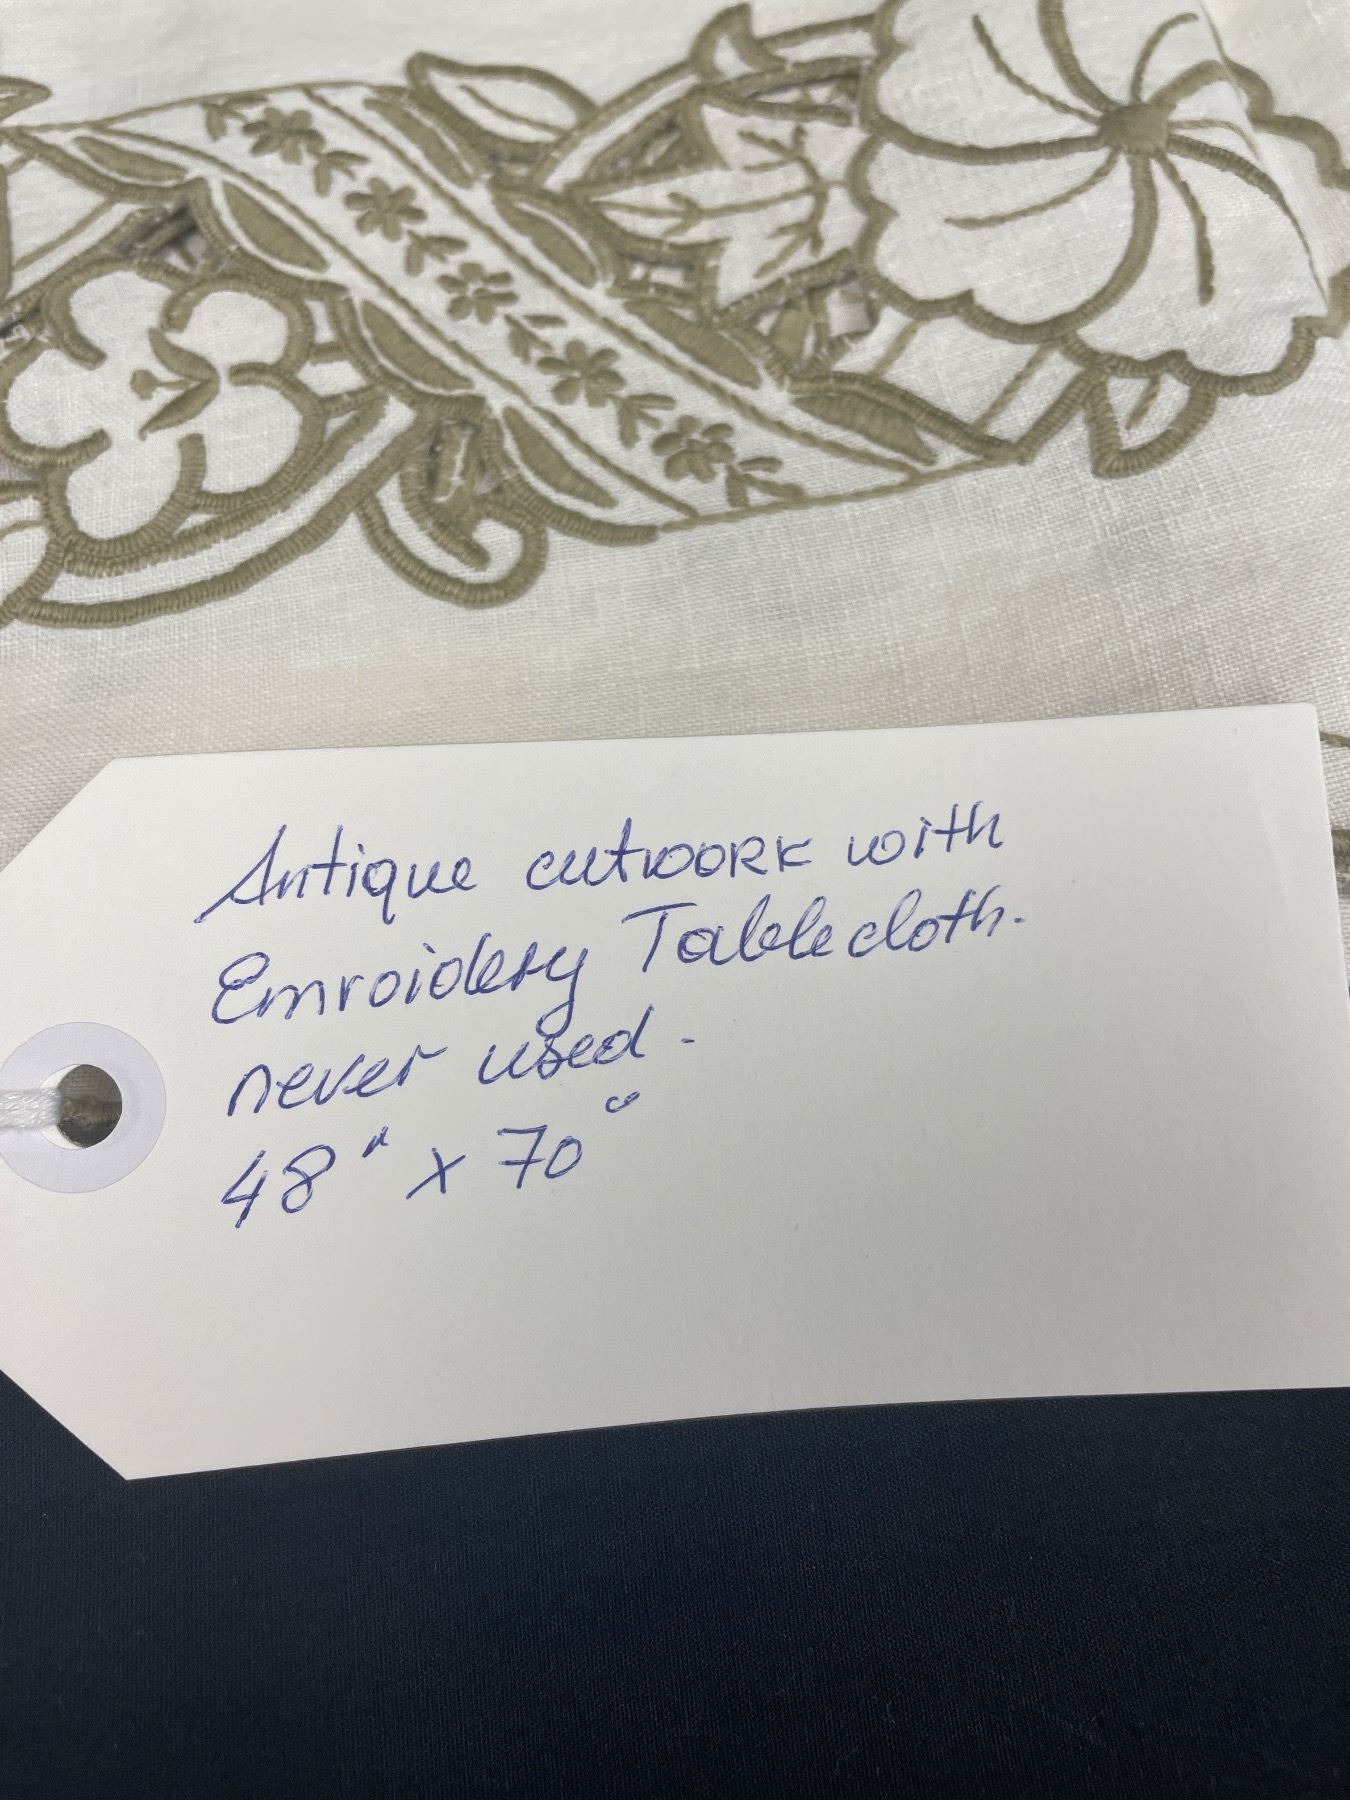 Antique cutwork with
Emroidery Tablecloth.
never used.
48" x 70"